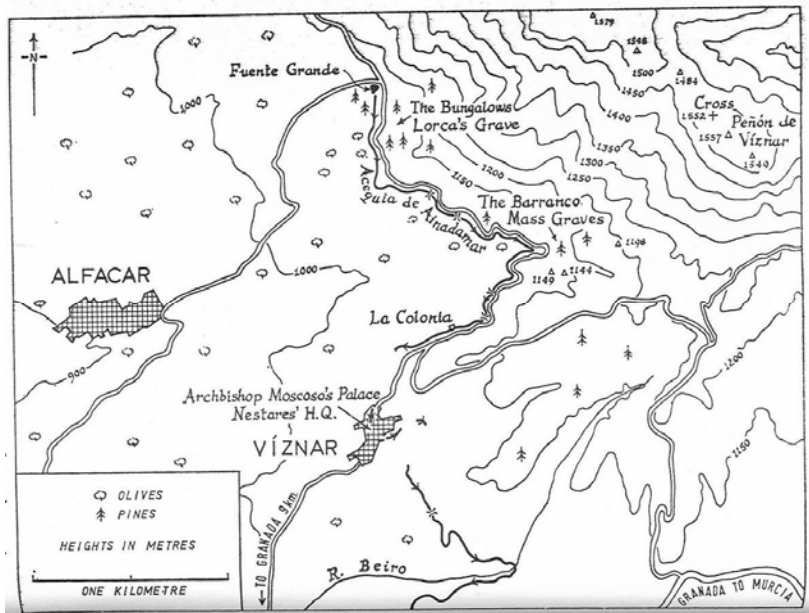 N
Fuente Grande
1000
The Bungalows
Lorca's Grave
Acequia de Ainadamar
1579
1548
1500
1484
1450
1400
Cross
1552
1557
Peñón de
Víznar
1549
1350
1300
1250
1200
1150
The Barranco
Mass Graves
1198
1149
1144
1000
ALFACAR
La Colonia
900
Archbishop Moscoso's Palace
Nestares' H.Q.
VÍZNAR
1200
1150
OLIVES
PINES
HEIGHTS IN METRES
ONE KILOMETRE
TO GRANADA 9 km.
R. Beiro
GRANADA TO MURCIA